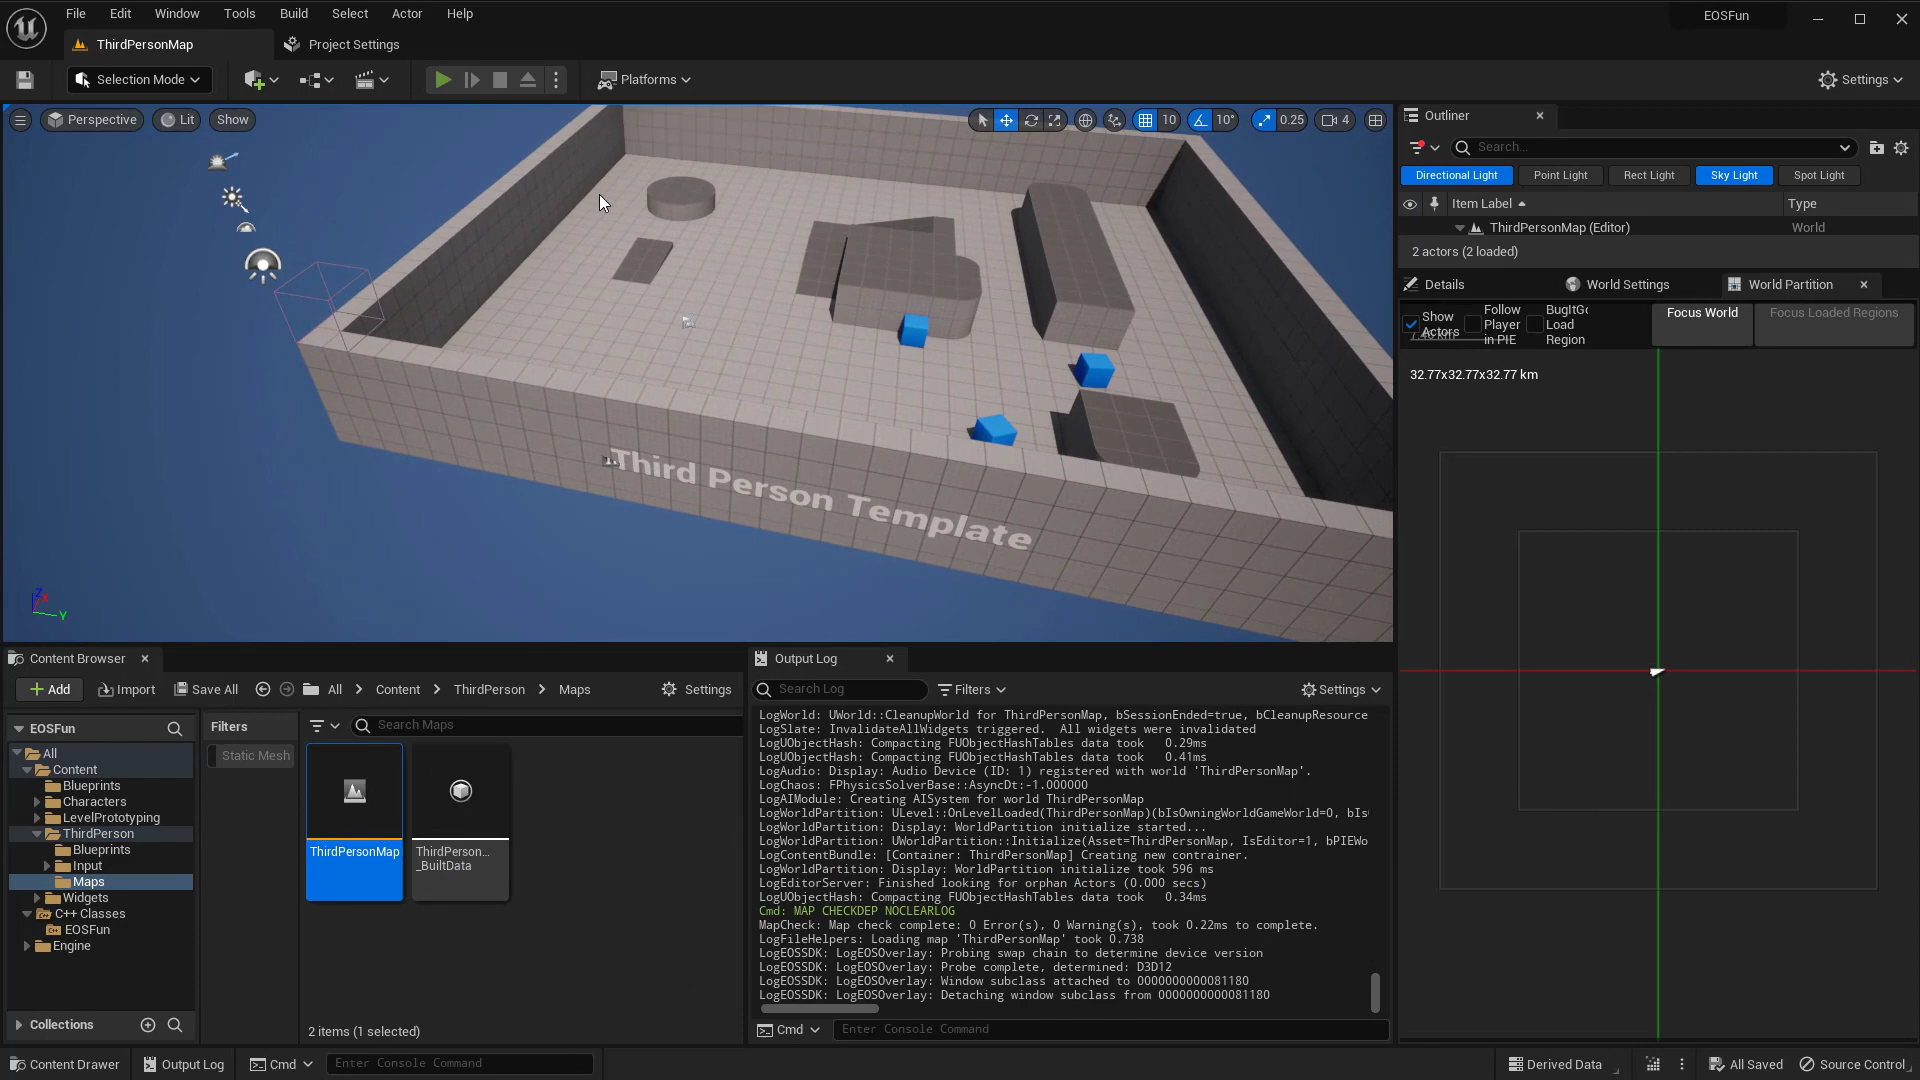 File Edit Window Tools Build Select Actor Help
EOSFun
ThirdPersonMap
Project Settings
Selection Mode
Platforms
Settings
Perspective
Lit
Show
10
10°
0.25
4
Third Person Template
Z
X
Y
Outliner
Search...
Directional Light
Point Light
Rect Light
Sky Light
Spot Light
Item Label
Type
ThirdPersonMap (Editor)
World
2 actors (2 loaded)
Details
World Settings
World Partition
Show Actors
Follow Player in PIE
Load Region
Focus World
Focus Loaded Regions
32.77x32.77x32.77 km
Content Browser
Add
Import
Save All
All
Content
ThirdPerson
Maps
Settings
EOSFun
All
Content
Blueprints
Characters
LevelPrototyping
ThirdPerson
Blueprints
Input
Maps
Widgets
C++ Classes
EOSFun
Engine
Collections
Filters
Static Mesh
Search Maps
ThirdPersonMap
ThirdPerson...
_BuiltData
2 items (1 selected)
Output Log
Search Log
Filters
Settings
LogWorld: UWorld::CleanupWorld for ThirdPersonMap, bSessionEnded=true, bCleanupResource
LogSlate: InvalidateAllWidgets triggered.  All widgets were invalidated
LogUObjectHash: Compacting FUObjectHashTables data took   0.29ms
LogUObjectHash: Compacting FUObjectHashTables data took   0.41ms
LogAudio: Display: Audio Device (ID: 1) registered with world 'ThirdPersonMap'.
LogChaos: FPhysicsSolverBase::AsyncDt:-1.000000
LogAIModule: Creating AISystem for world ThirdPersonMap
LogWorldPartition: ULevel::OnLevelLoaded(ThirdPersonMap)(bIsOwningWorldGameWorld=0, bIs
LogWorldPartition: Display: WorldPartition initialize started...
LogWorldPartition: UWorldPartition::Initialize(Asset=ThirdPersonMap, IsEditor=1, bPIEWo
LogContentBundle: [Container: ThirdPersonMap] Creating new contrainer.
LogWorldPartition: Display: WorldPartition initialize took 596 ms
LogEditorServer: Finished looking for orphan Actors (0.000 secs)
LogUObjectHash: Compacting FUObjectHashTables data took   0.34ms
Cmd: MAP CHECKDEP NOCLEARLOG
MapCheck: Map check complete: 0 Error(s), 0 Warning(s), took 0.22ms to complete.
LogFileHelpers: Loading map 'ThirdPersonMap' took 0.738
LogEOSSDK: LogEOSOverlay: Probing swap chain to determine device version
LogEOSSDK: LogEOSOverlay: Probe complete, determined: D3D12
LogEOSSDK: LogEOSOverlay: Window subclass attached to 0000000000081180
LogEOSSDK: LogEOSOverlay: Detaching window subclass from 0000000000081180
Cmd
Enter Console Command
Content Drawer
Output Log
Cmd
Enter Console Command
Derived Data
All Saved
Source Control